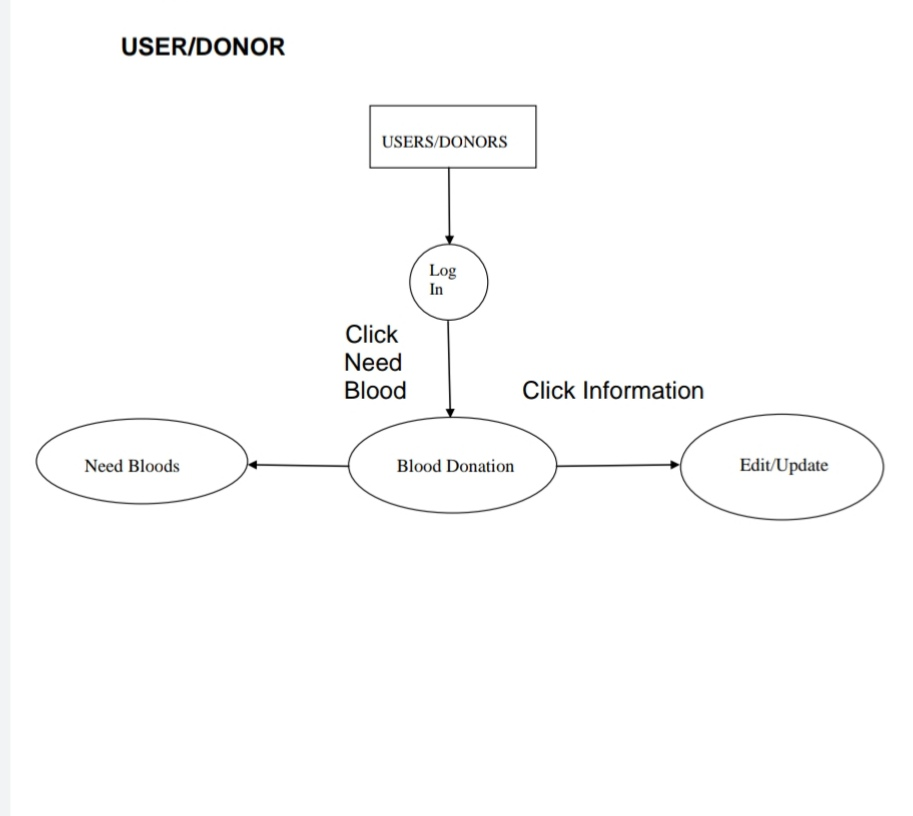 USER/DONOR
USERS/DONORS
Log
In
Click
Need
Blood
Click Information
Need Bloods
Blood Donation
Edit/Update